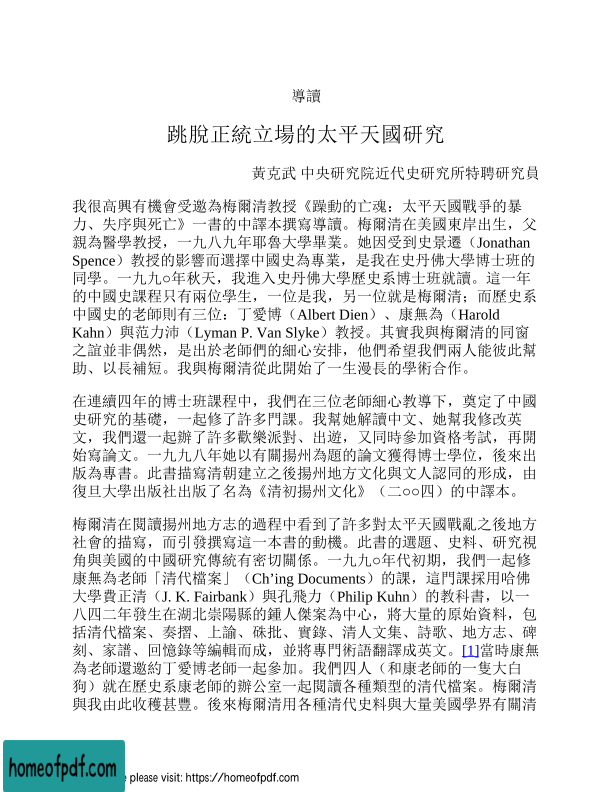 導讀
跳脫正統立場的太平天國研究
黃克武 中央研究院近代史研究所特聘研究員
我很高興有機會受邀為梅爾清教授《躁動的亡魂：太平天國戰爭的暴
力、失序與死亡》一書的中譯本撰寫導讀。梅爾清在美國東岸出生，父
親為醫學教授，一九八九年耶魯大學畢業。她因受到史景遷（Jonathan
Spence）教授的影響而選擇中國史為專業，是我在史丹佛大學博士班的
同學。一九九○年秋天，我進入史丹佛大學歷史系博士班就讀。這一年
的中國史課程只有兩位學生，一位是我，另一位就是梅爾清；而歷史系
中國史的老師則有三位：丁愛博（Albert Dien）、康無為（Harold
Kahn）與范力沛（Lyman P. Van Slyke）教授。其實我與梅爾清的同窗
之誼並非偶然，是出於老師們的細心安排，他們希望我們兩人能彼此幫
助、以長補短。我與梅爾清從此開始了一生漫長的學術合作。
在連續四年的博士班課程中，我們在三位老師細心教導下，奠定了中國
史研究的基礎，一起修了許多門課。我幫她解讀中文、她幫我修改英
文，我們還一起辦了許多歡樂派對、出遊，又同時參加資格考試，再開
始寫論文。一九九八年她以有關揚州為題的論文獲得博士學位，後來出
版為專書。此書描寫清朝建立之後揚州地方文化與文人認同的形成，由
復旦大學出版社出版了名為《清初揚州文化》（二○○四）的中譯本。
梅爾清在閱讀揚州地方志的過程中看到了許多對太平天國戰亂之後地方
社會的描寫，而引發撰寫這一本書的動機。此書的選題、史料、研究視
角與美國的中國研究傳統有密切關係。一九九○年代初期，我們一起修
康無為老師「清代檔案」（Ch’ing Documents）的課，這門課採用哈佛
大學費正清（J. K. Fairbank）與孔飛力（Philip Kuhn）的教科書，以一
八四二年發生在湖北崇陽縣的鍾人傑案為中心，將大量的原始資料，包
括清代檔案、奏摺、上諭、硃批、實錄、清人文集、詩歌、地方志、碑
刻、家譜、回憶錄等編輯而成，並將專門術語翻譯成英文。[1]當時康無
為老師還邀約丁愛博老師一起參加。我們四人（和康老師的一隻大白
狗）就在歷史系康老師的辦公室一起閱讀各種類型的清代檔案。梅爾清
與我由此收穫甚豐。後來梅爾清用各種清代史料與大量美國學界有關清
homeofpdf.com
please visit: https://homeofpdf.com